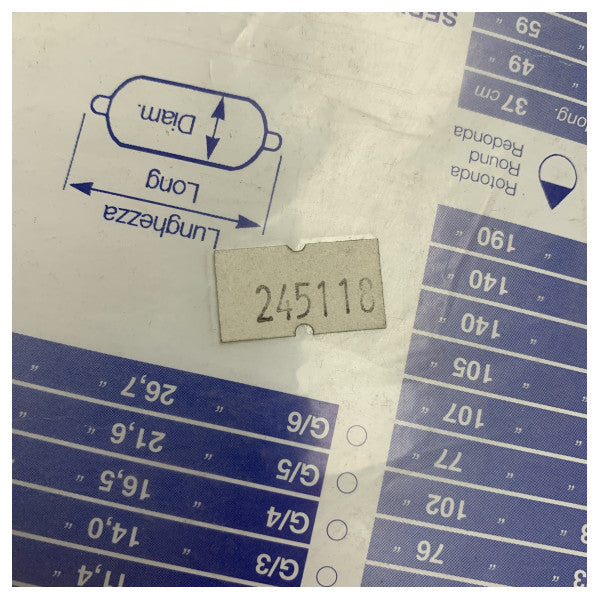 245118
G/3 " 14,0 "
G/4 " 16,5 "
G/5 " 21,6 "
G/6 " 26,7 "
76 "
102 "
77 "
107 "
105 "
140 "
140 "
190 "
Rotonda
Round
Redonda
37 cm
49 "
59 "
Diam.
Long
Lunghezza